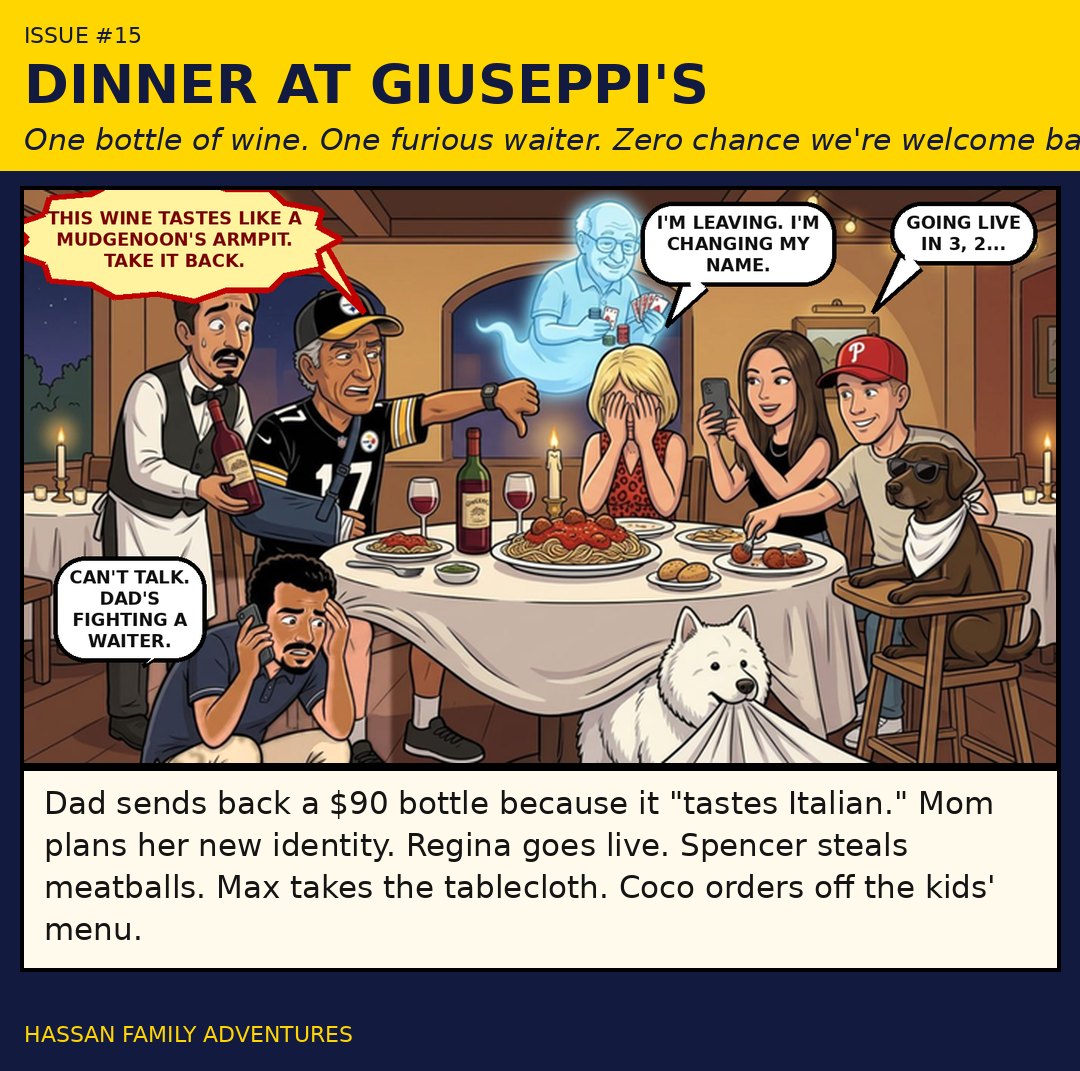 ISSUE #15
DINNER AT GIUSEPPI'S
One bottle of wine. One furious waiter. Zero chance we're welcome ba
THIS WINE TASTES LIKE A
MUDGENOON'S ARMPIT.
TAKE IT BACK.
I'M LEAVING. I'M
CHANGING MY
NAME.
GOING LIVE
IN 3, 2...
P
17
17
CAN'T TALK.
DAD'S
FIGHTING A
WAITER.
Dad sends back a $90 bottle because it "tastes Italian." Mom
plans her new identity. Regina goes live. Spencer steals
meatballs. Max takes the tablecloth. Coco orders off the kids'
menu.
HASSAN FAMILY ADVENTURES